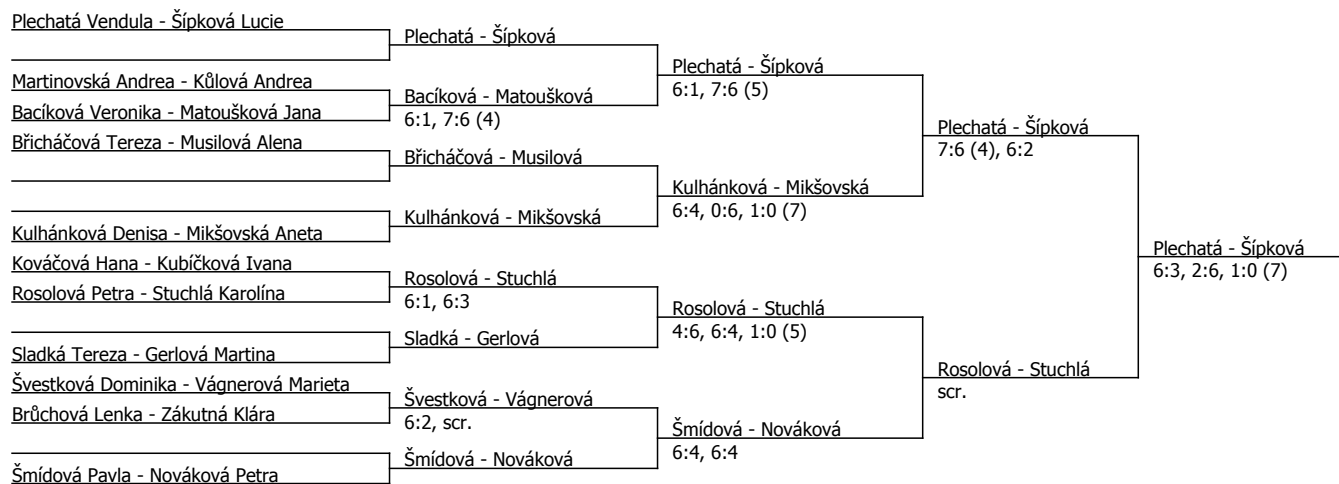 Plechatá Vendula - Šípková Lucie
Martinovská Andrea - Kůlová Andrea
Bacíková Veronika - Matoušková Jana
Břicháčová Tereza - Musilová Alena
Kulhánková Denisa - Mikšovská Aneta
Kováčová Hana - Kubíčková Ivana
Rosolová Petra - Stuchlá Karolína
Sladká Tereza - Gerlová Martina
Švestková Dominika - Vágnerová Marieta
Brůchová Lenka - Zákutná Klára
Šmídová Pavla - Nováková Petra
Plechatá - Šípková
Bacíková - Matoušková
6:1, 7:6 (4)
Břicháčová - Musilová
Kulhánková - Mikšovská
Rosolová - Stuchlá
6:1, 6:3
Sladká - Gerlová
Švestková - Vágnerová
6:2, scr.
Šmídová - Nováková
Plechatá - Šípková
6:1, 7:6 (5)
Kulhánková - Mikšovská
6:4, 0:6, 1:0 (7)
Rosolová - Stuchlá
4:6, 6:4, 1:0 (5)
Šmídová - Nováková
6:4, 6:4
Plechatá - Šípková
7:6 (4), 6:2
Rosolová - Stuchlá
scr.
Plechatá - Šípková
6:3, 2:6, 1:0 (7)